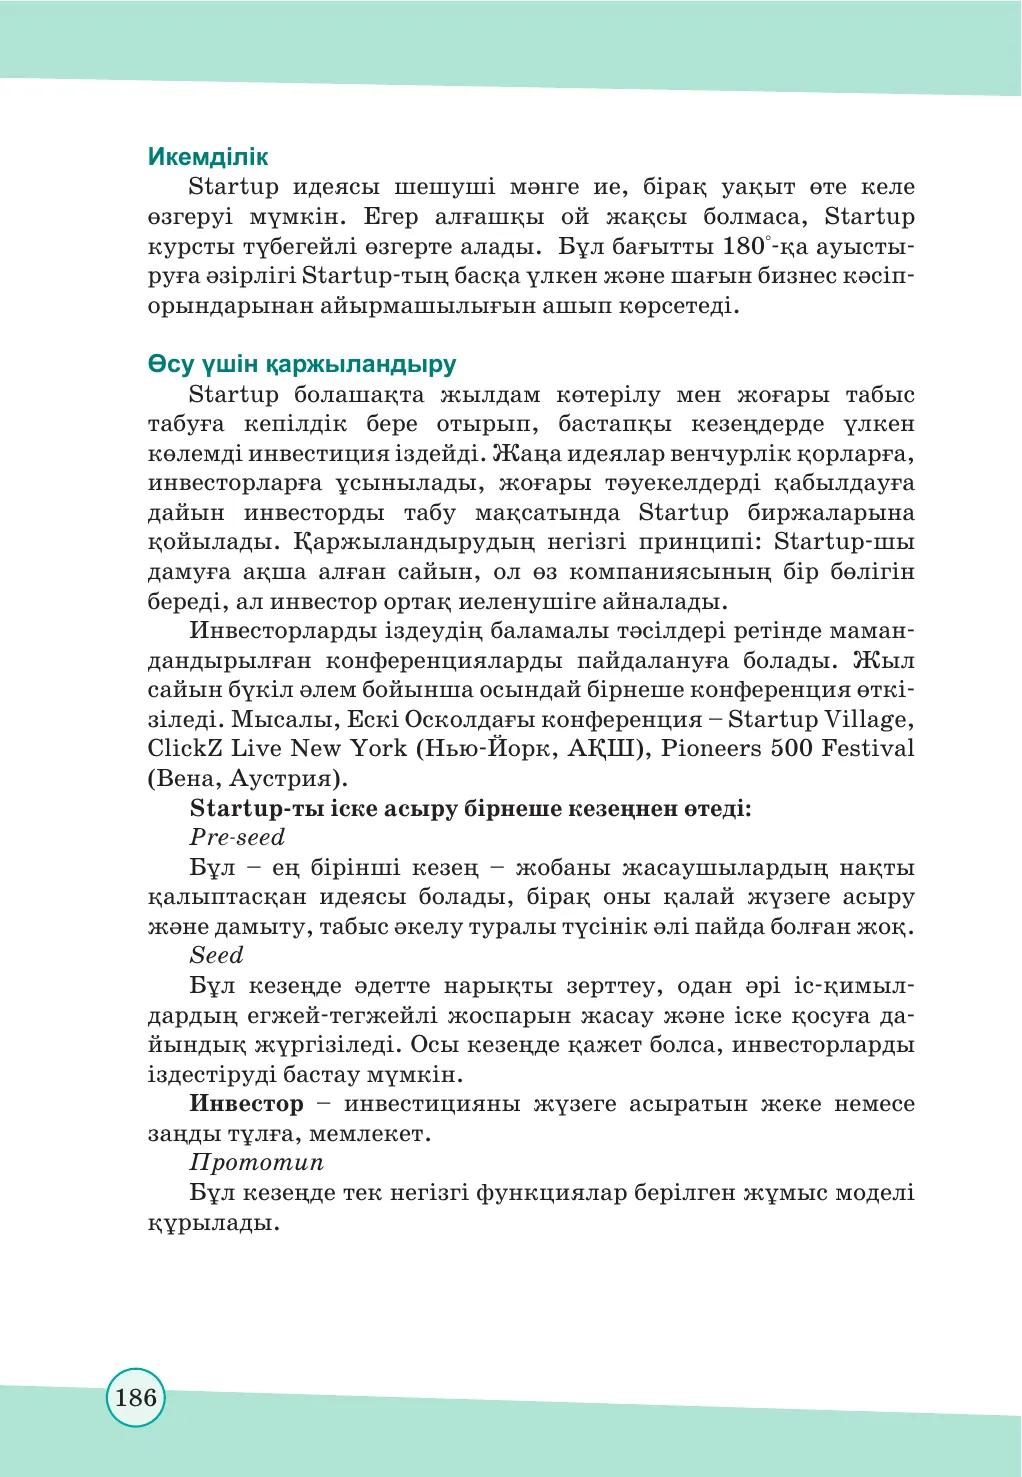 Икемділік
Startup идеясы шешуші мәнге ие, бірақ уақыт өте келе
өзгеруі мүмкін. Егер алғашқы ой жақсы болмаса, Startup
курсты түбегейлі өзгерте алады. Бұл бағытты 180°-қа ауысты-
руға әзірлігі Startup-тың басқа үлкен және шағын бизнес кәсіп-
орындарынан айырмашылығын ашып көрсетеді.
Өсу үшін қаржыландыру
Startup болашақта жылдам көтерілу мен жоғары табыс
табуға кепілдік бере отырып, бастапқы кезеңдерде үлкен
көлемді инвестиция іздейді. Жаңа идеялар венчурлік қорларға,
инвесторларға ұсынылады, жоғары тәуекелдерді қабылдауға
дайын инвесторды табу мақсатында Startup биржаларына
қойылады. Қаржыландырудың негізгі принципі: Startup-шы
дамуға ақша алған сайын, ол өз компаниясының бір бөлігін
береді, ал инвестор ортақ иеленушіге айналады.
Инвесторларды іздеудің баламалы тәсілдері ретінде маман-
дандырылған конференцияларды пайдалануға болады. Жыл
сайын бүкіл әлем бойынша осындай бірнеше конференция өткі-
зіледі. Мысалы, Ескі Осколдағы конференция – Startup Village,
ClickZ Live New York (Нью-Йорк, АҚШ), Pioneers 500 Festival
(Вена, Аустрия).
Startup-ты іске асыру бірнеше кезеңнен өтеді:
Pre-seed
Бұл – ең бірінші кезең – жобаны жасаушылардың нақты
қалыптасқан идеясы болады, бірақ оны қалай жүзеге асыру
және дамыту, табыс әкелу туралы түсінік әлі пайда болған жоқ.
Seed
Бұл кезеңде әдетте нарықты зерттеу, одан әрі іс-қимыл-
дардың егжей-тегжейлі жоспарын жасау және іске қосуға да-
йындық жүргізіледі. Осы кезеңде қажет болса, инвесторларды
іздестіруді бастау мүмкін.
Инвестор – инвестицияны жүзеге асыратын жеке немесе
заңды тұлға, мемлекет.
Прототип
Бұл кезеңде тек негізгі функциялар берілген жұмыс моделі
құрылады.
186